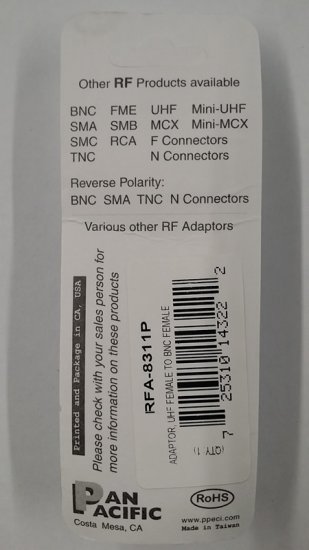 Other RF Products available
BNC FME UHF Mini-UHF
SMA SMB MCX Mini-MCX
SMC RCA F Connectors
TNC N Connectors
Reverse Polarity:
BNC SMA TNC N Connectors
Various other RF Adaptors
Printed and Package in CA, USA
Please check with your sales person for
more information on these products
RFA-8311P
ADAPTOR, UHF FEMALE TO BNC FEMALE
(QTY 1)
7 25310 14322 2
PAN
PACIFIC
Costa Mesa, CA
RoHS
www.ppeci.com
Made in Taiwan